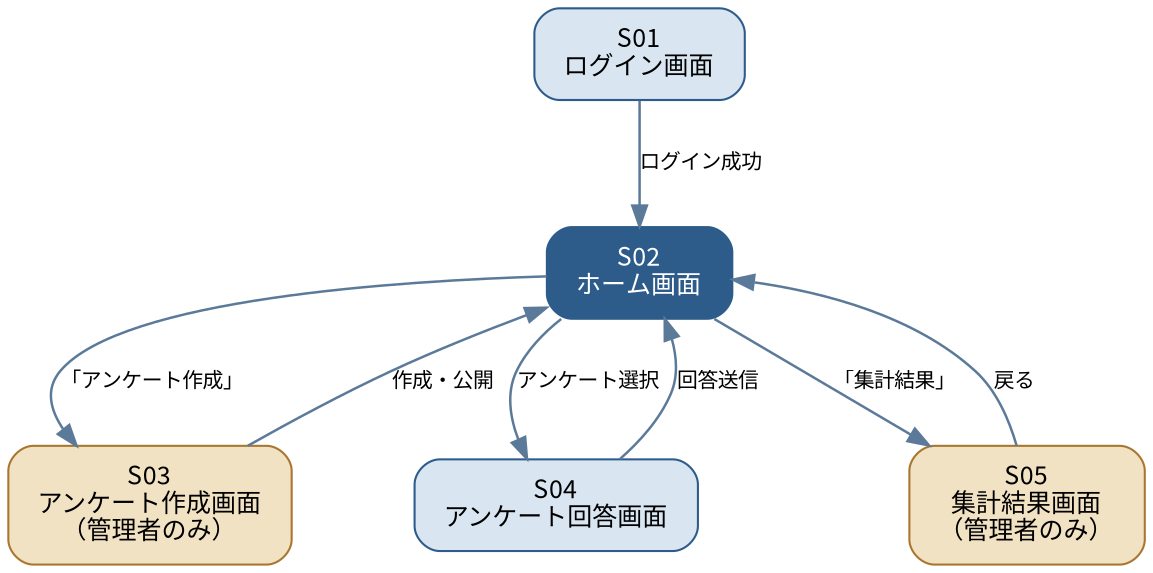 S01
ログイン画面
ログイン成功
S02
ホーム画面
「アンケート作成」
作成・公開
アンケート選択
回答送信
「集計結果」
戻る
S03
アンケート作成画面
（管理者のみ）
S04
アンケート回答画面
S05
集計結果画面
（管理者のみ）